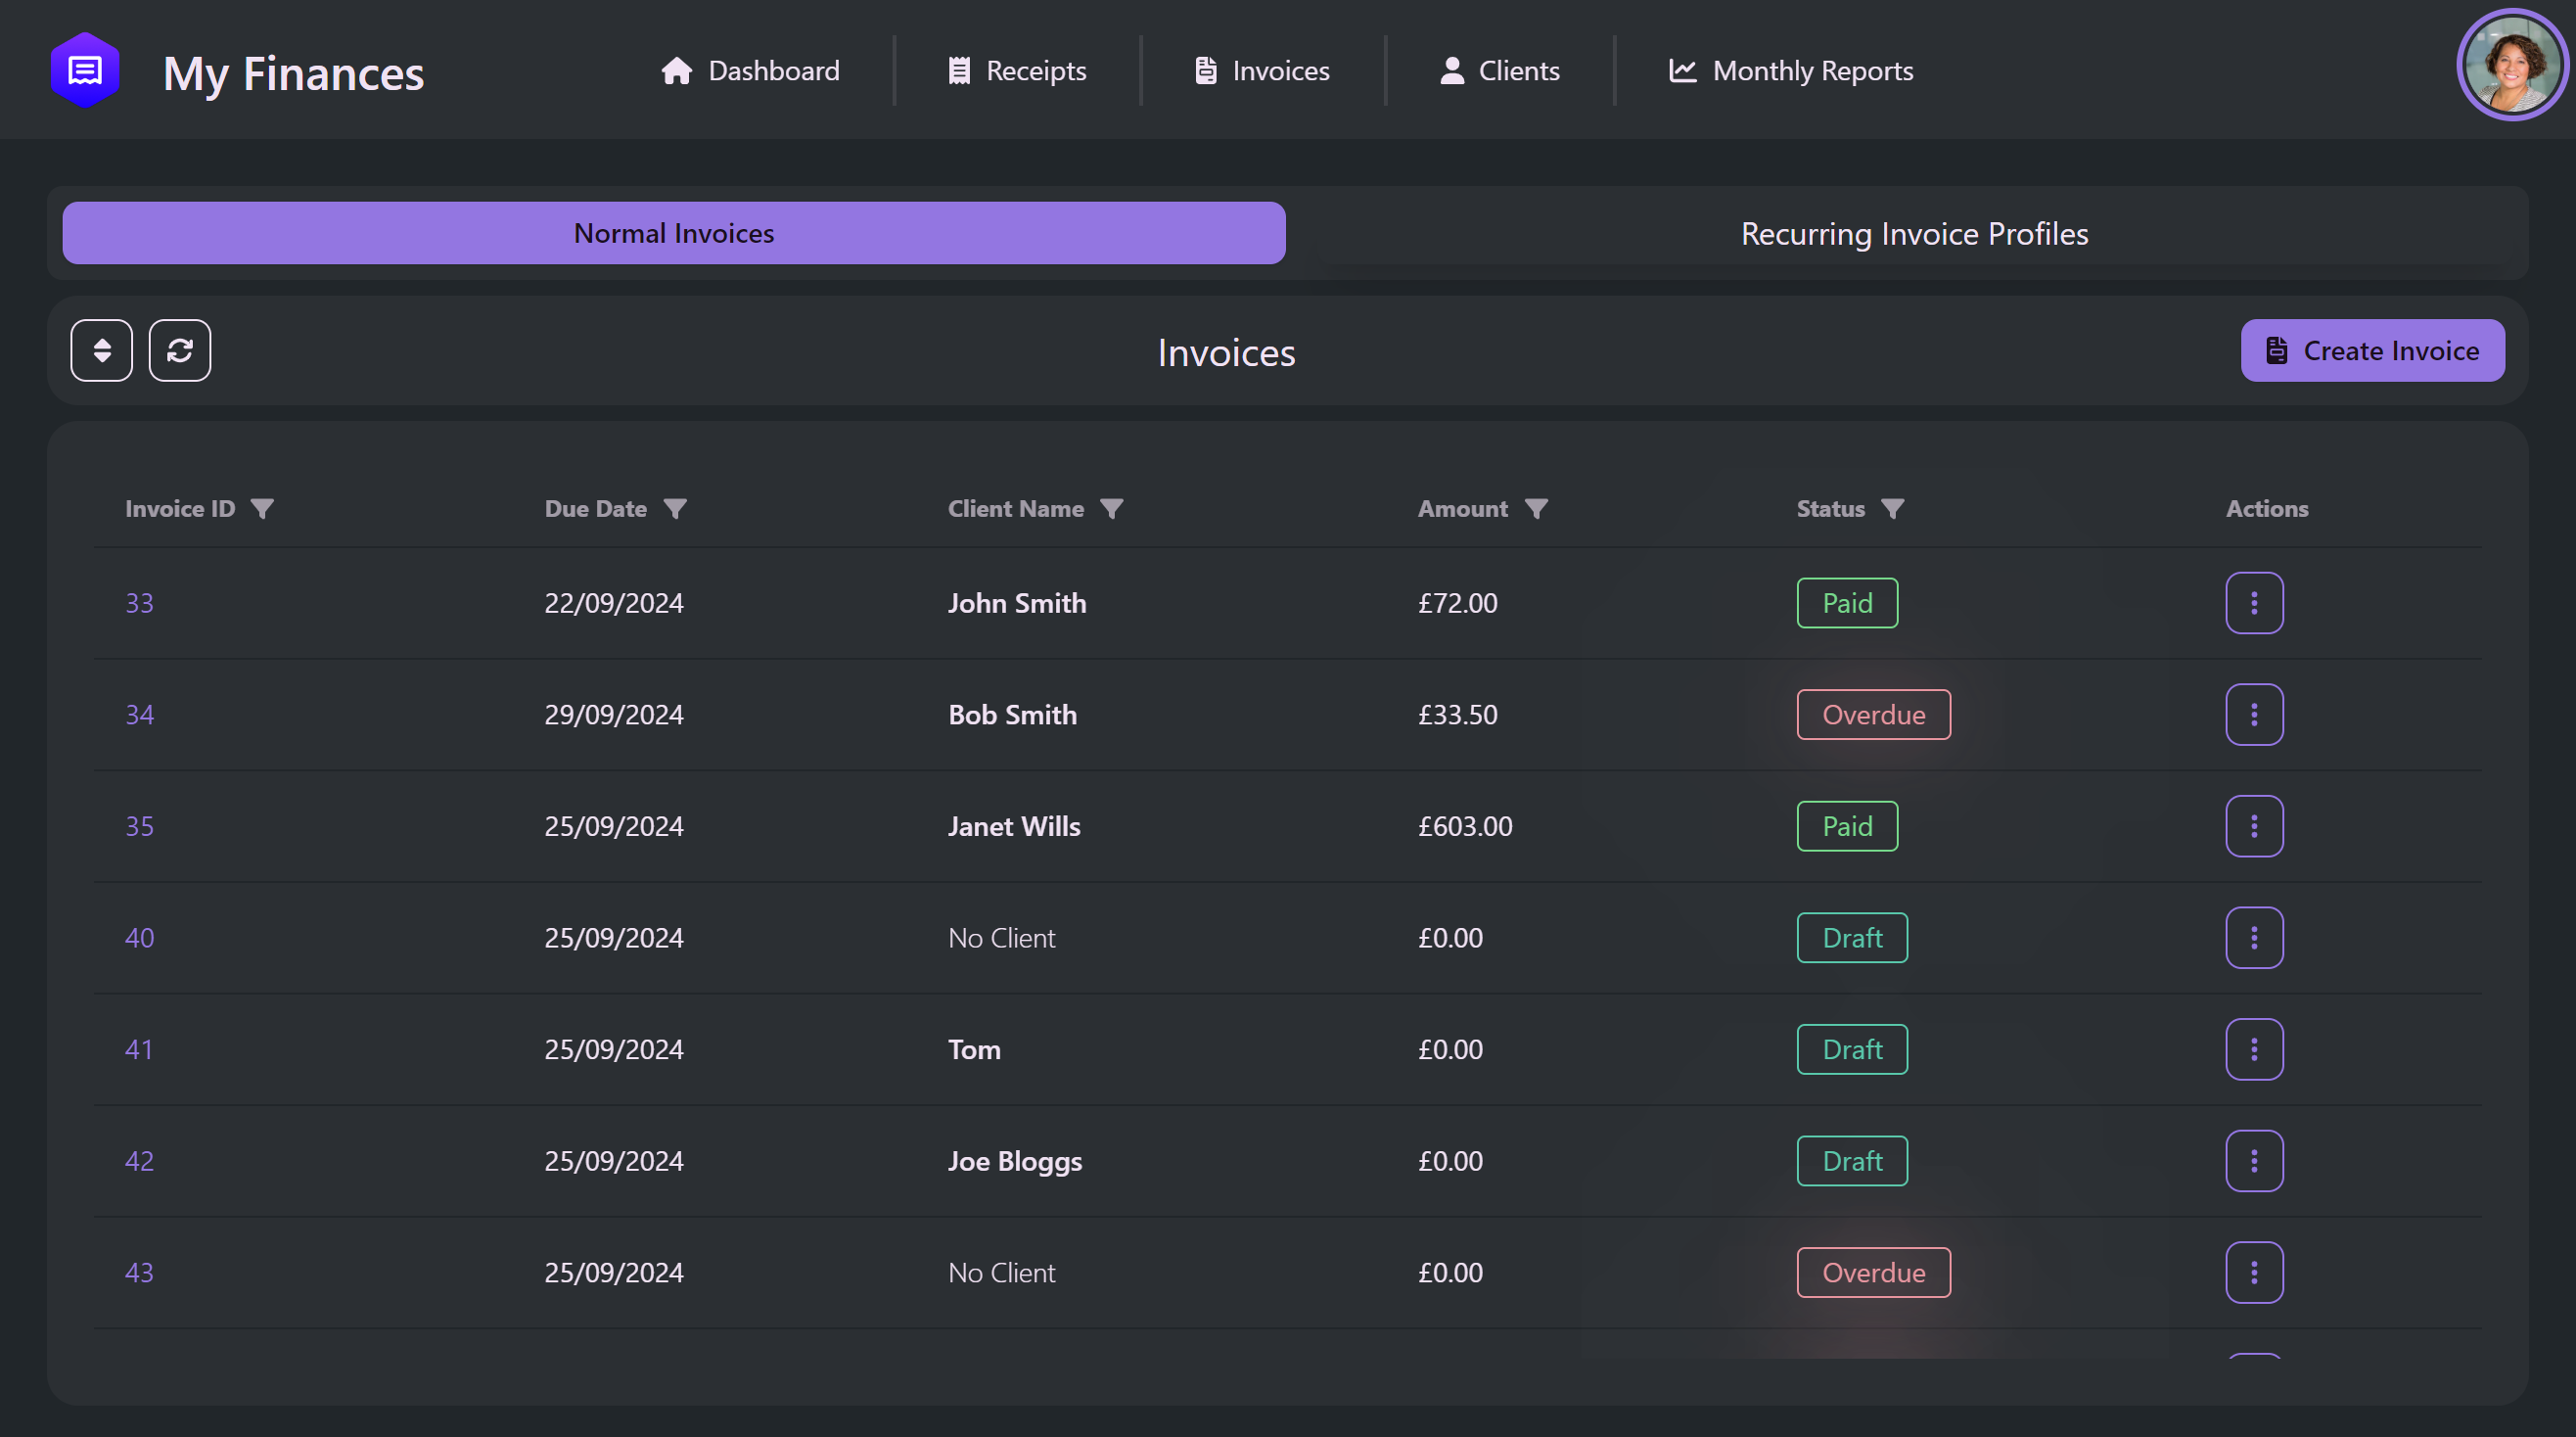 My Finances
Dashboard
Receipts
Invoices
Clients
Monthly Reports
Normal Invoices
Recurring Invoice Profiles
Invoices
Create Invoice
Invoice ID Due Date Client Name Amount Status Actions
33 22/09/2024 John Smith £72.00 Paid
34 29/09/2024 Bob Smith £33.50 Overdue
35 25/09/2024 Janet Wills £603.00 Paid
40 25/09/2024 No Client £0.00 Draft
41 25/09/2024 Tom £0.00 Draft
42 25/09/2024 Joe Bloggs £0.00 Draft
43 25/09/2024 No Client £0.00 Overdue